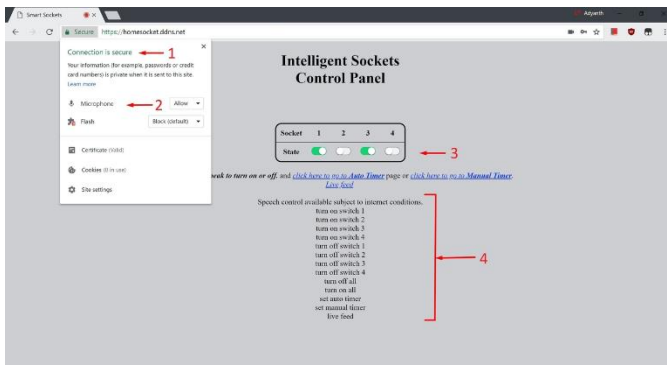 Smart Sockets
Adyarth
Secure https://homesocket.ddns.net
Connection is secure
1
Your information (for example, passwords or credit
card numbers) is private when it is sent to this site.
Learn more
Microphone
2
Allow
Flash
Block (default)
Certificate (Valid)
Cookies (0 in use)
Site settings
Intelligent Sockets
Control Panel
Socket 1 2 3 4
State
3
to turn on or off. and click here to go to Auto Timer page or click here to go to Manual Timer.
Live feed
Speech control available subject to internet conditions.
turn on switch 1
turn on switch 2
turn on switch 3
turn on switch 4
turn off switch 1
turn off switch 2
turn off switch 3
turn off switch 4
turn off all
turn on all
set auto timer
set manual timer
live feed
4